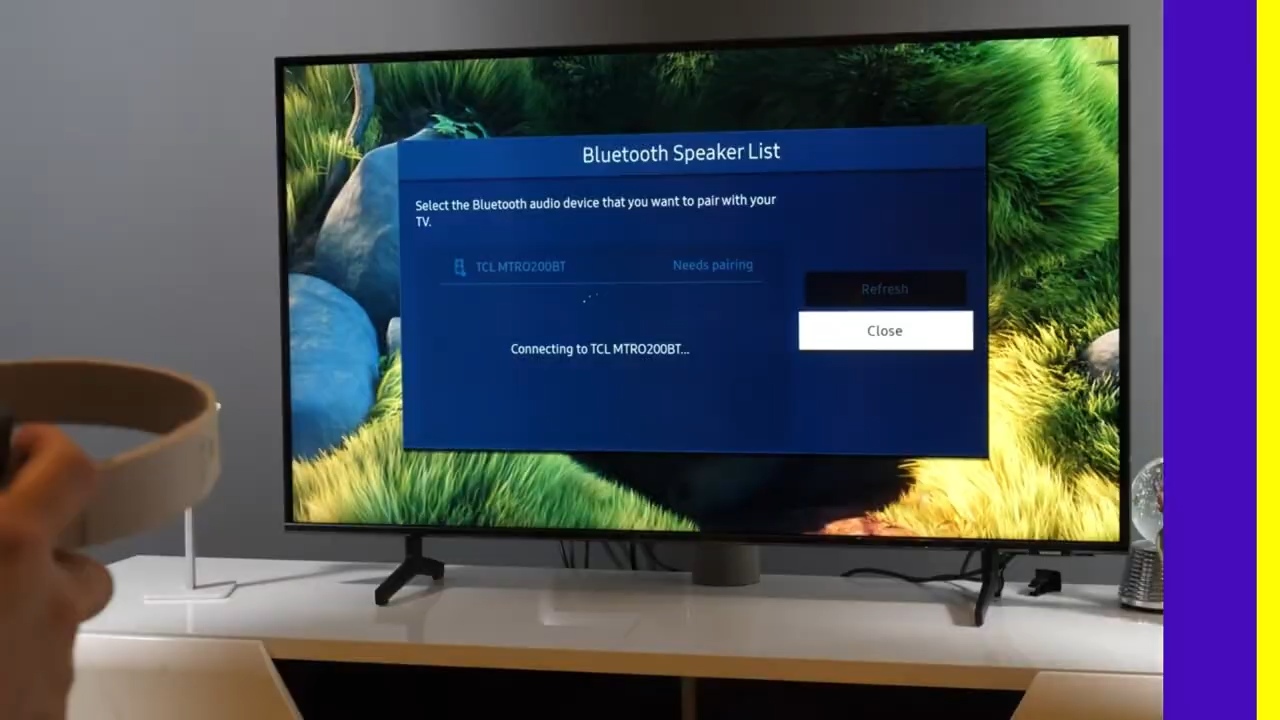 Bluetooth Speaker List
Select the Bluetooth audio device that you want to pair with your
TV.
TCL MTRO200BT Needs pairing
Refresh
Close
Connecting to TCL MTRO200BT...